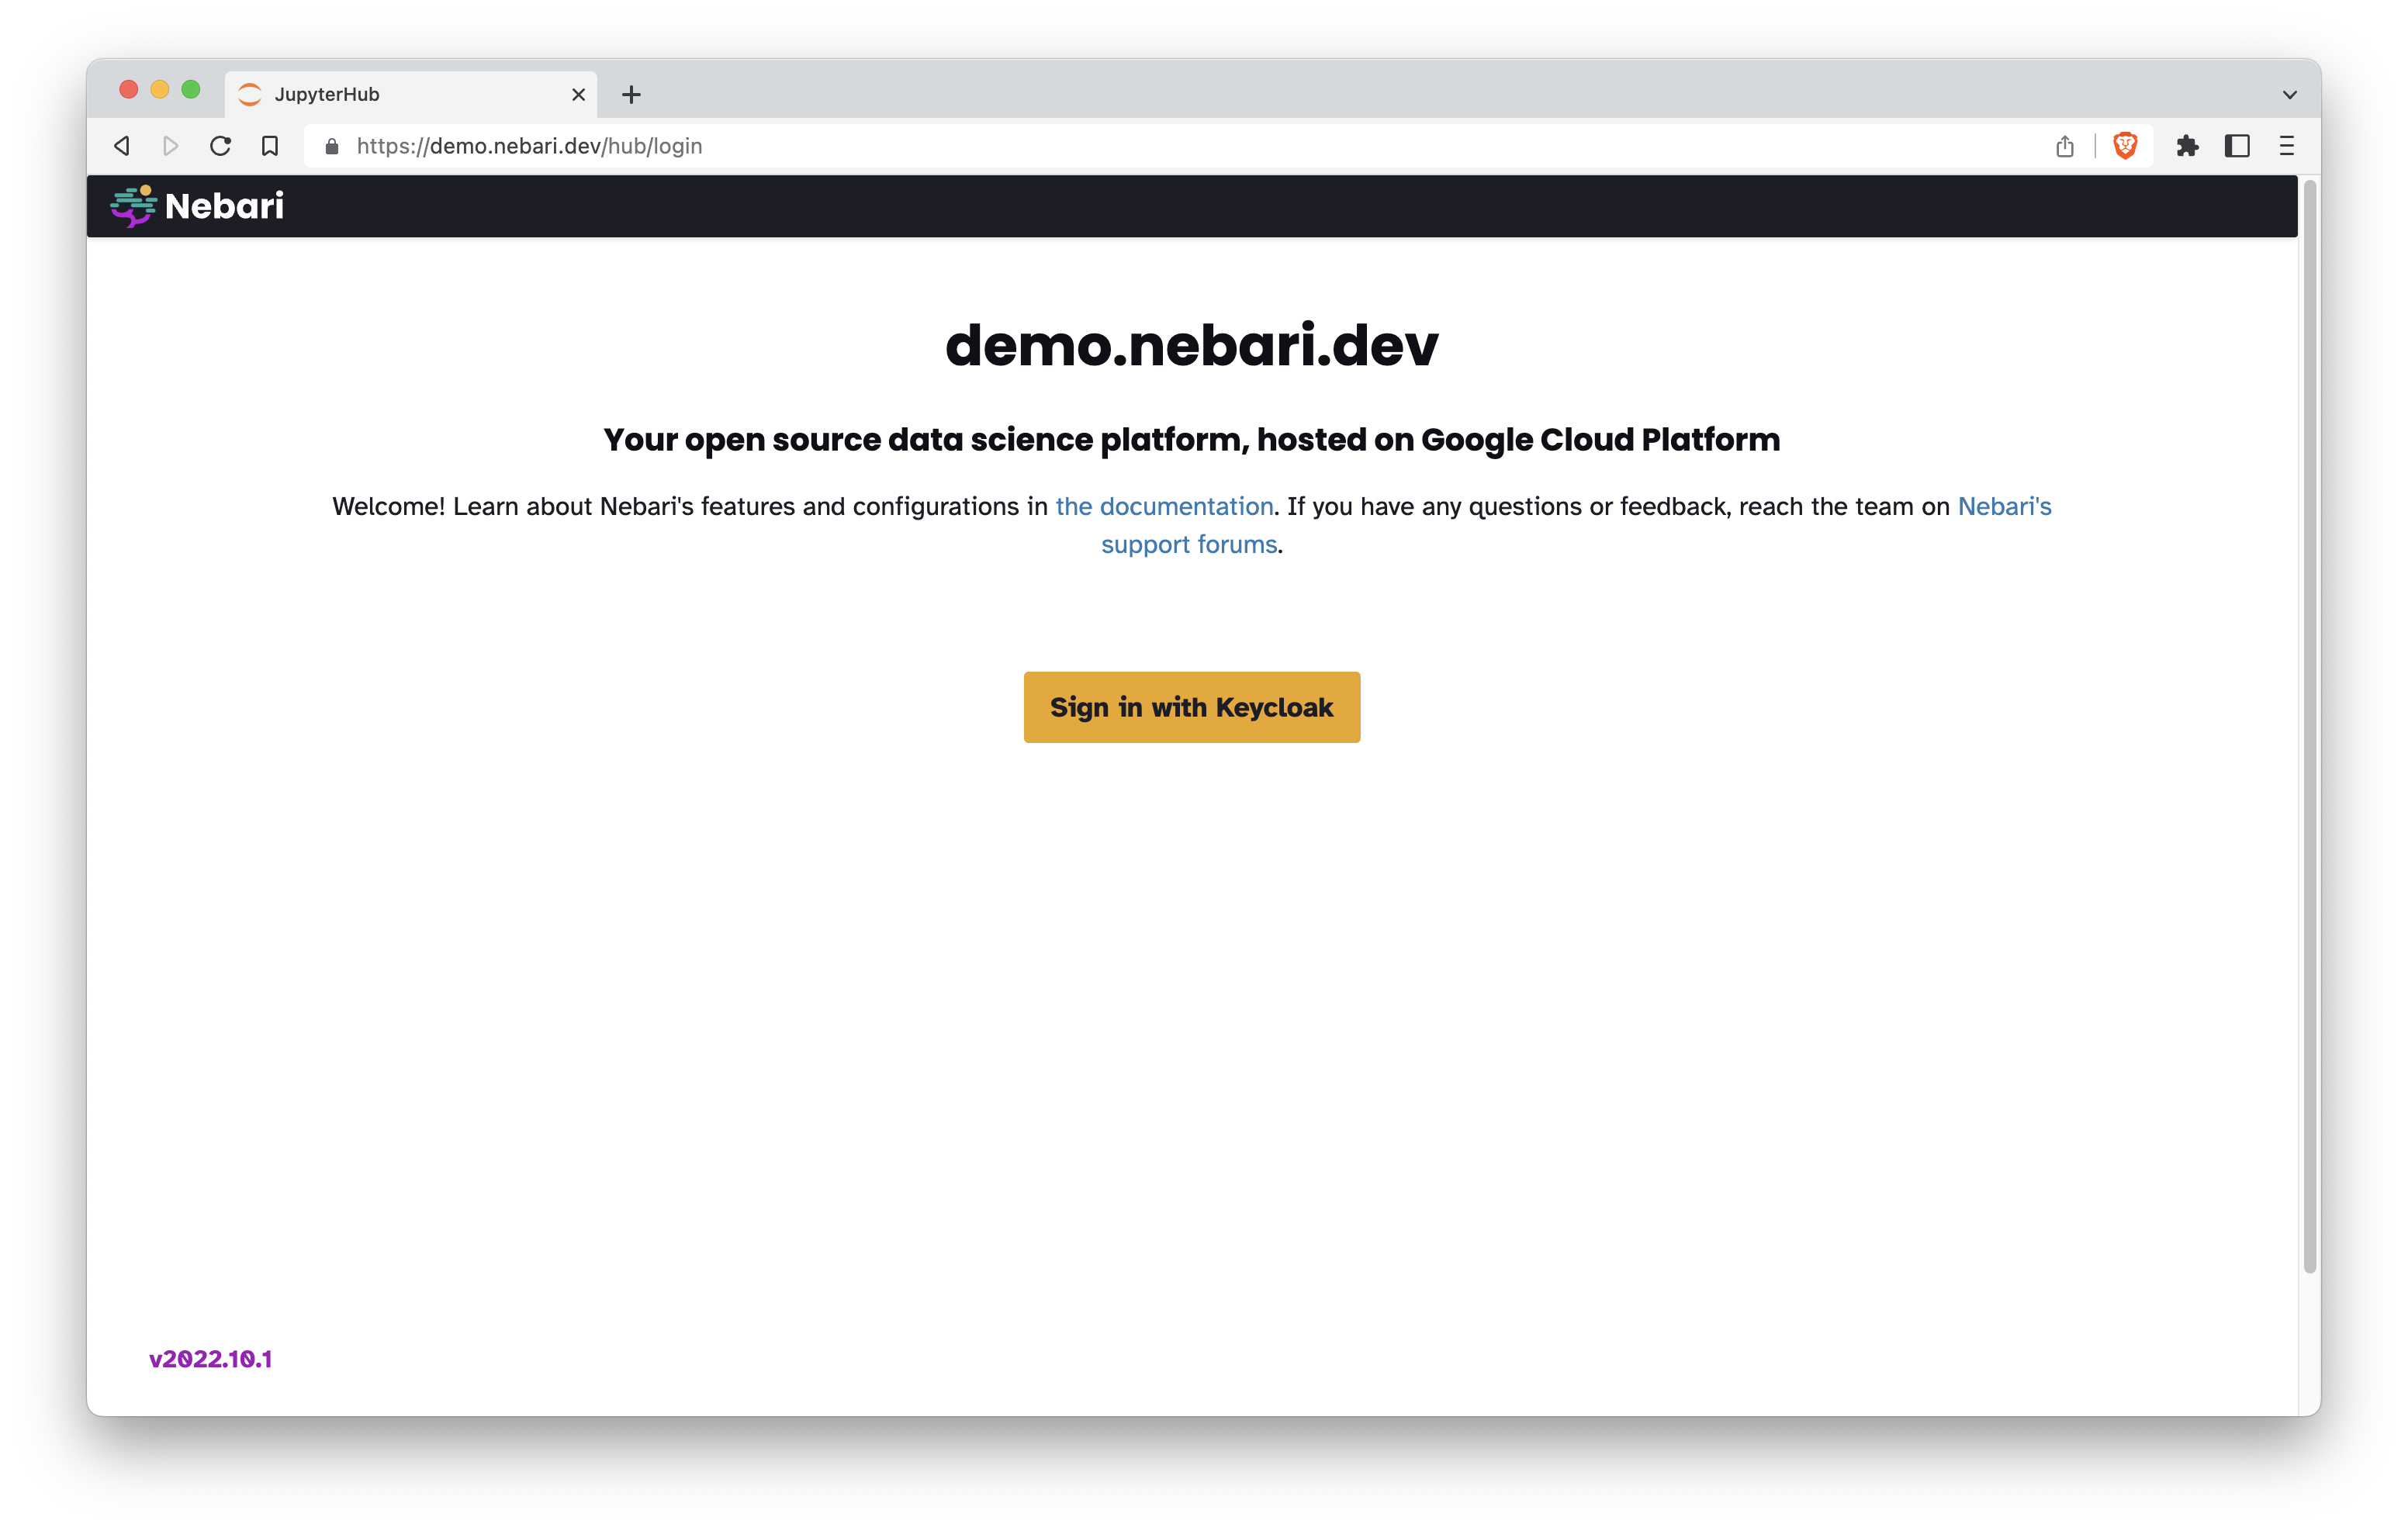 JupyterHub
https://demo.nebari.dev/hub/login
Nebari
demo.nebari.dev
Your open source data science platform, hosted on Google Cloud Platform
Welcome! Learn about Nebari's features and configurations in the documentation. If you have any questions or feedback, reach the team on Nebari's
support forums.
Sign in with Keycloak
v2022.10.1